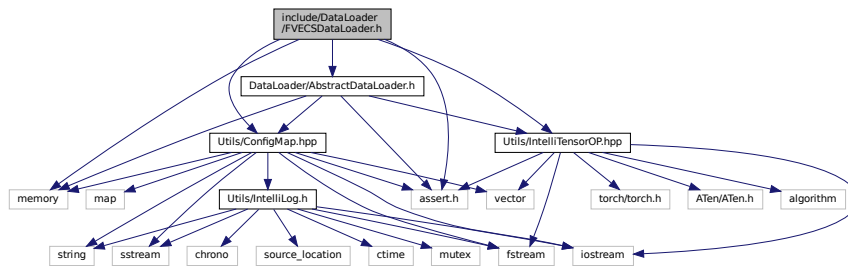 include/DataLoader
/FVECSDataLoader.h
DataLoader/AbstractDataLoader.h
Utils/ConfigMap.hpp
Utils/IntelliTensorOP.hpp
memory
map
Utils/IntelliLog.h
assert.h
vector
torch/torch.h
ATen/ATen.h
algorithm
string
sstream
chrono
source_location
ctime
mutex
fstream
iostream